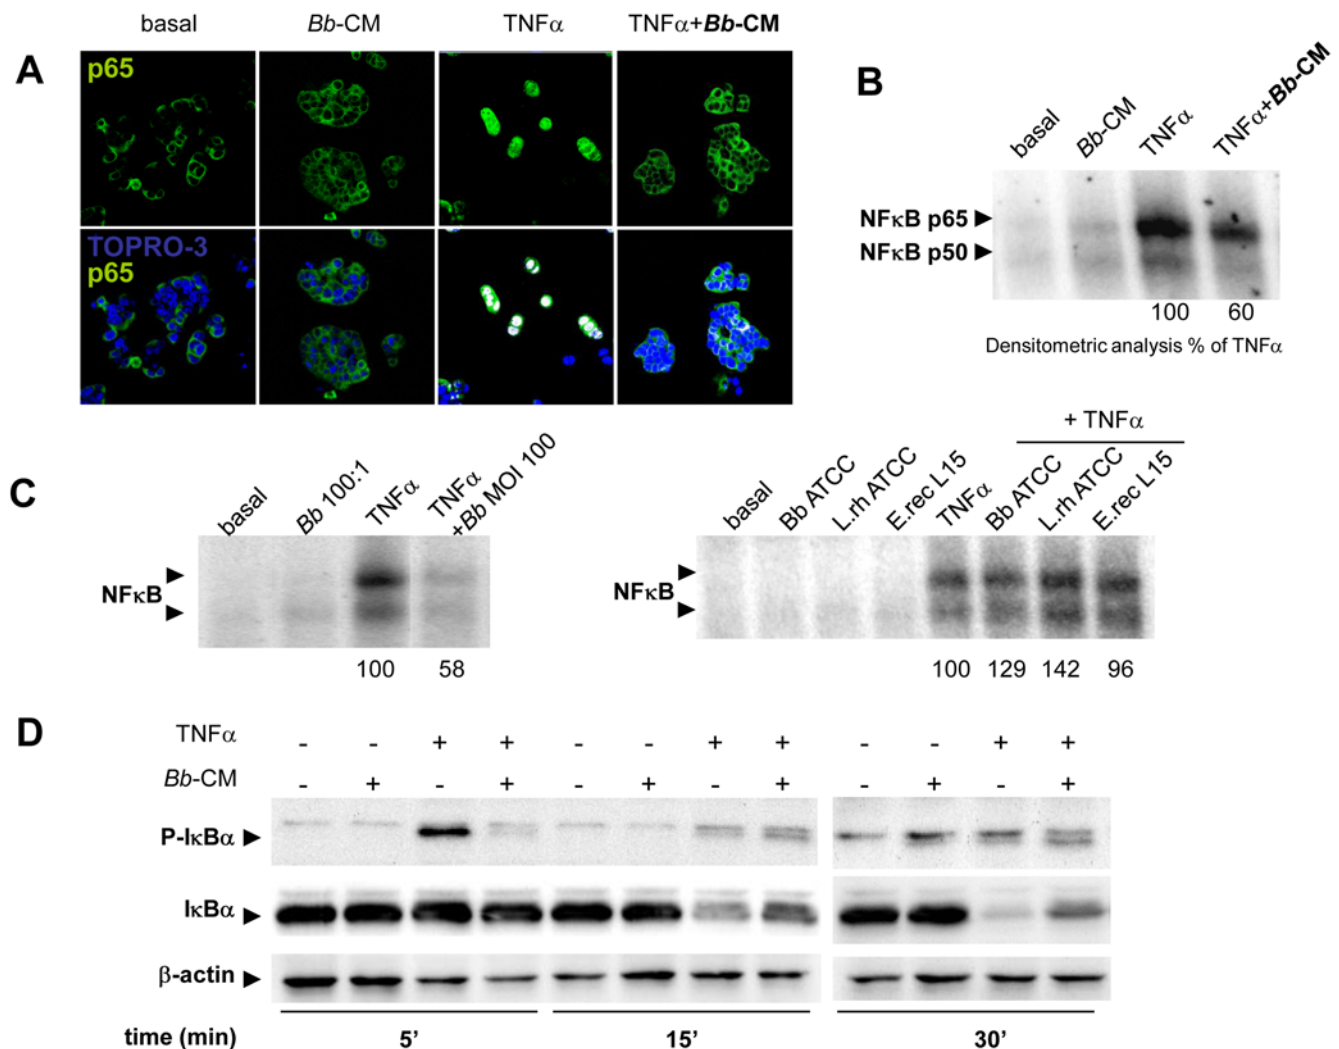 basal Bb-CM TNFα TNFα+Bb-CM
A
p65
TOPRO-3
p65
B
basal Bb-CM TNFα TNFα+Bb-CM
NFκB p65
NFκB p50
100 60
Densitometric analysis % of TNFα
C
basal Bb 100:1 TNFα TNFα +Bb MOI 100
NFκB
100 58
+ TNFα
basal Bb ATCC L.rh ATCC E.rec L15 TNFα Bb ATCC L.rh ATCC E.rec L15
NFκB
100 129 142 96
D
TNFα - - + + - - + + - - + +
Bb-CM - + - + - + - + - + - +
P-IκBα
IκBα
β-actin
time (min) 5’ 15’ 30’